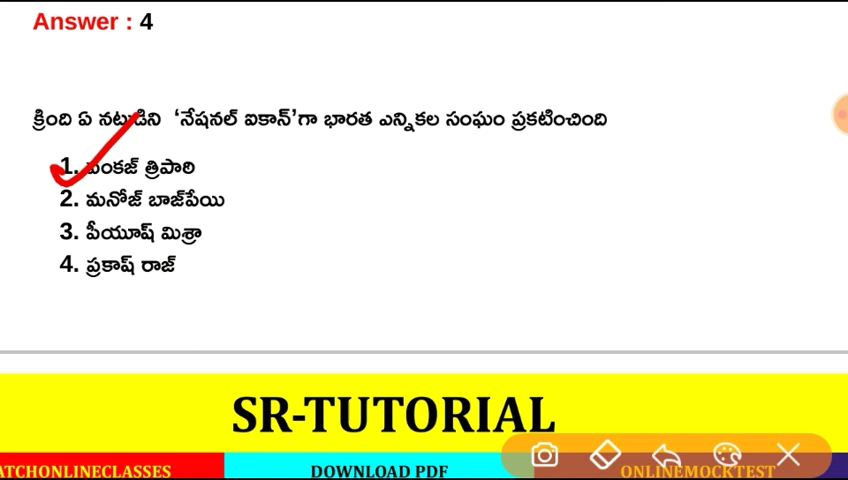 Answer : 4
క్రింది ఏ నటుడిని ‘నేషనల్ ఐకాన్’గా భారత ఎన్నికల సంఘం ప్రకటించింది
1. పంకజ్ త్రిపాఠి
2. మనోజ్ బాజ్‌పేయి
3. పీయూష్ మిశ్రా
4. ప్రకాష్ రాజ్
SR-TUTORIAL
ATCHONLINECLASSES DOWNLOAD PDF ONLINEMOCKTEST